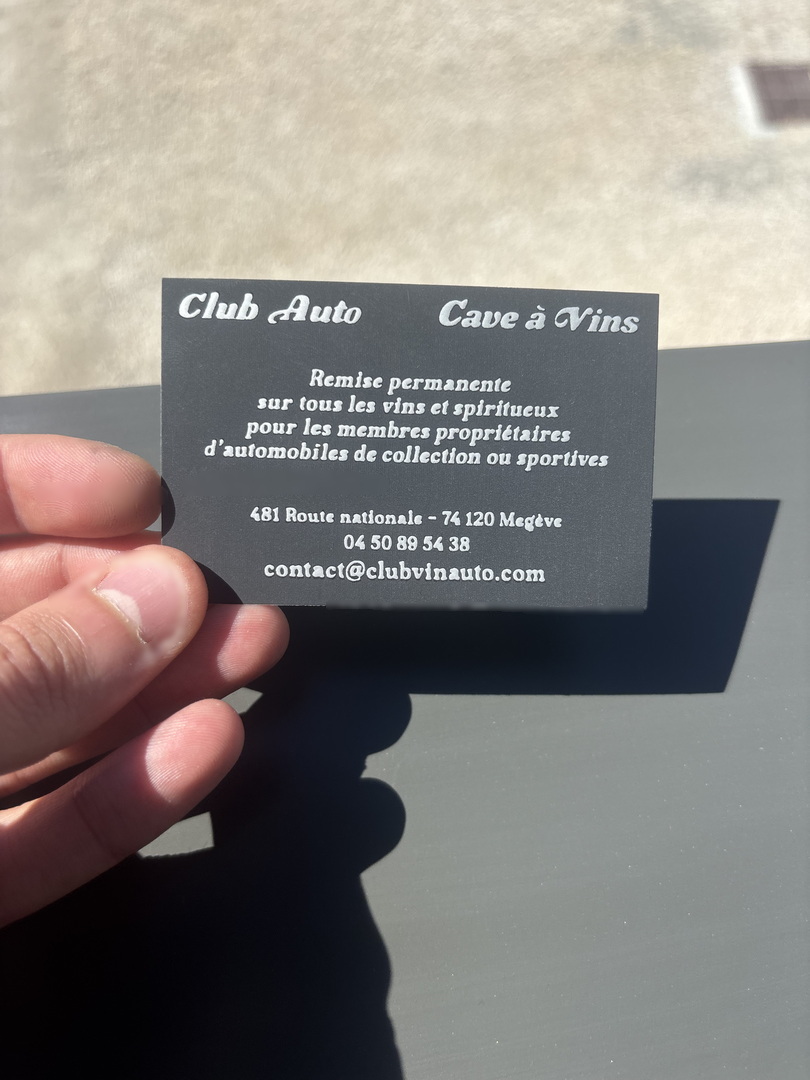 Club Auto Cave à Vins
Remise permanente
sur tous les vins et spiritueux
pour les membres propriétaires
d'automobiles de collection ou sportives
481 Route nationale - 74 120 Megève
04 50 89 54 38
contact@clubvinauto.com